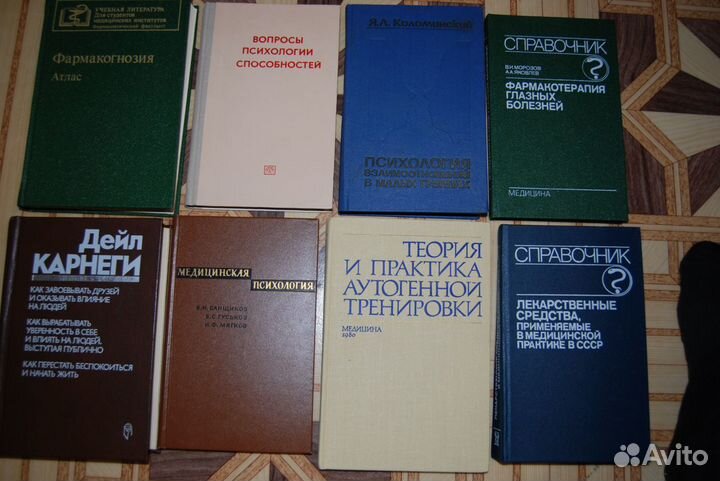 УЧЕБНАЯ ЛИТЕРАТУРА
Для студентов
медицинских институтов
Фармацевтический факультет
Фармакогнозия
Атлас
ВОПРОСЫ
ПСИХОЛОГИИ
СПОСОБНОСТЕЙ
Я.Л. Коломинский
ПСИХОЛОГИЯ
ВЗАИМООТНОШЕНИЙ
В МАЛЫХ ГРУППАХ
СПРАВОЧНИК
В.И. МОРОЗОВ
А.А. ЯКОВЛЕВ
ФАРМАКОТЕРАПИЯ
ГЛАЗНЫХ
БОЛЕЗНЕЙ
?
МЕДИЦИНА
Дейл
КАРНЕГИ
КАК ЗАВОЕВЫВАТЬ ДРУЗЕЙ
И ОКАЗЫВАТЬ ВЛИЯНИЕ
НА ЛЮДЕЙ
КАК ВЫРАБАТЫВАТЬ
УВЕРЕННОСТЬ В СЕБЕ
И ВЛИЯТЬ НА ЛЮДЕЙ,
ВЫСТУПАЯ ПУБЛИЧНО
КАК ПЕРЕСТАТЬ БЕСПОКОИТЬСЯ
И НАЧАТЬ ЖИТЬ
МЕДИЦИНСКАЯ
ПСИХОЛОГИЯ
В.М. БАНЩИКОВ
В.С. ГУСЬКОВ
И.Ф. МЯГКОВ
ТЕОРИЯ
И ПРАКТИКА
АУТОГЕННОЙ
ТРЕНИРОВКИ
МЕДИЦИНА
1980
СПРАВОЧНИК
?
ЛЕКАРСТВЕННЫЕ
СРЕДСТВА,
ПРИМЕНЯЕМЫЕ
В МЕДИЦИНСКОЙ
ПРАКТИКЕ В СССР
Avito